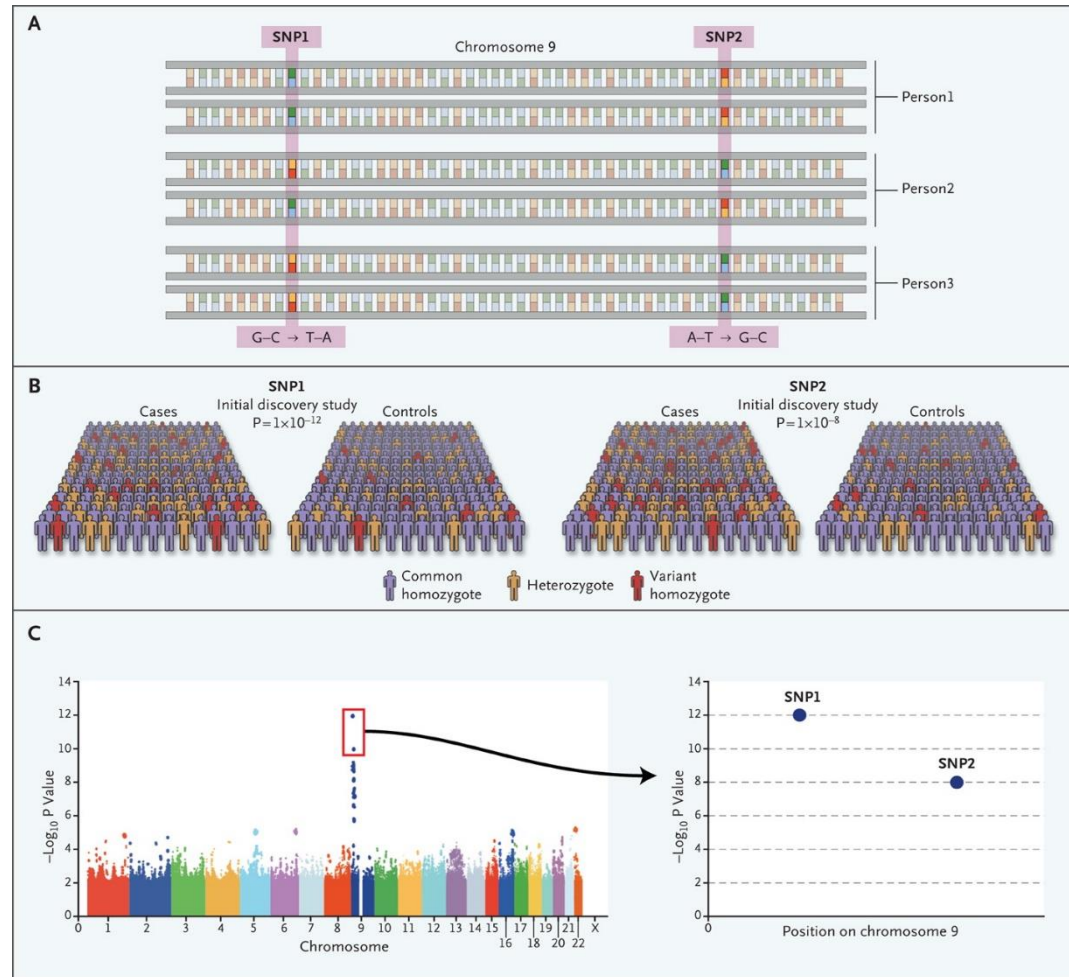 A
SNP1
Chromosome 9
SNP2
Person1
Person2
Person3
G–C → T–A
A–T → G–C
B
SNP1
Initial discovery study
P=1×10⁻¹²
Cases
Controls
SNP2
Initial discovery study
P=1×10⁻⁸
Cases
Controls
Common
homozygote
Heterozygote
Variant
homozygote
C
−Log₁₀ P Value
14
12
10
8
6
4
2
0
0 1 2 3 4 5 6 7 8 9 10 11 12 13 14 15 16 17 18 19 20 21 22 X
Chromosome
−Log₁₀ P Value
14
12
10
8
6
4
2
0
SNP1
SNP2
0
Position on chromosome 9